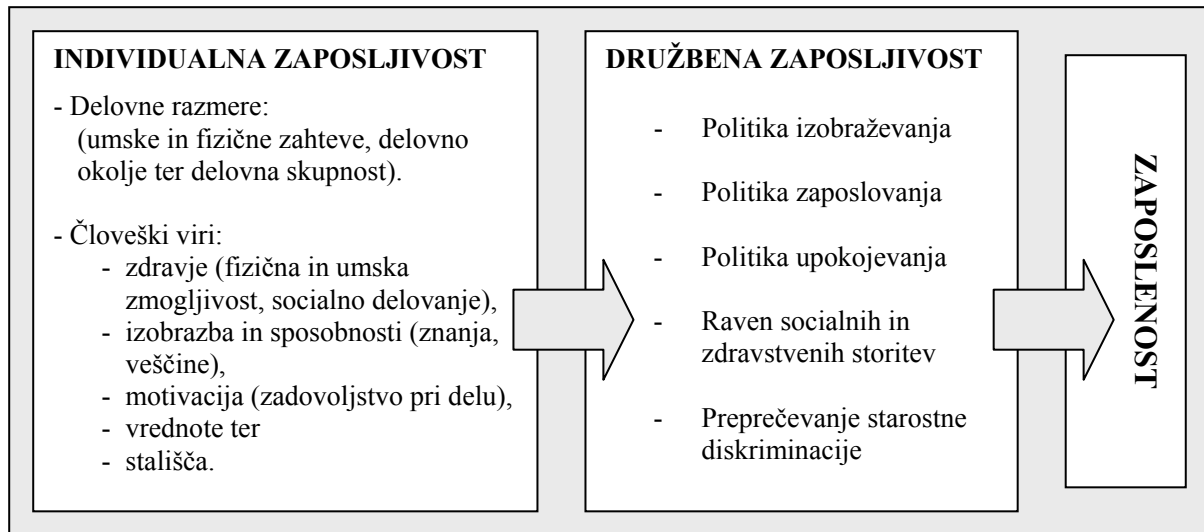 INDIVIDUALNA ZAPOSLJIVOST
- Delovne razmere:
(umske in fizične zahteve, delovno
okolje ter delovna skupnost).
- Človeški viri:
- zdravje (fizična in umska
zmogljivost, socialno delovanje),
- izobrazba in sposobnosti (znanja,
veščine),
- motivacija (zadovoljstvo pri delu),
- vrednote ter
- stališča.
DRUŽBENA ZAPOSLJIVOST
- Politika izobraževanja
- Politika zaposlovanja
- Politika upokojevanja
- Raven socialnih in
zdravstvenih storitev
- Preprečevanje starostne
diskriminacije
ZAPOSLENOST